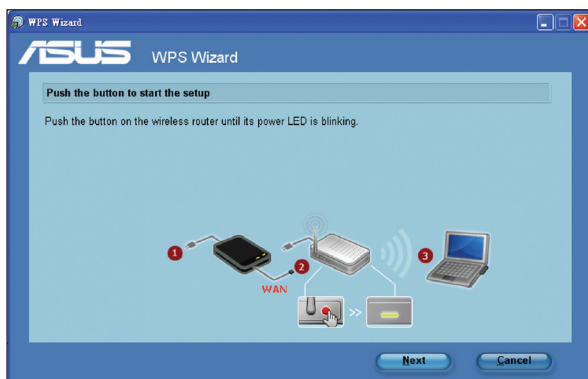 WPS Wizard
ASUS WPS Wizard
Push the button to start the setup
Push the button on the wireless router until its power LED is blinking.
1
2
3
WAN
>>
Next
Cancel